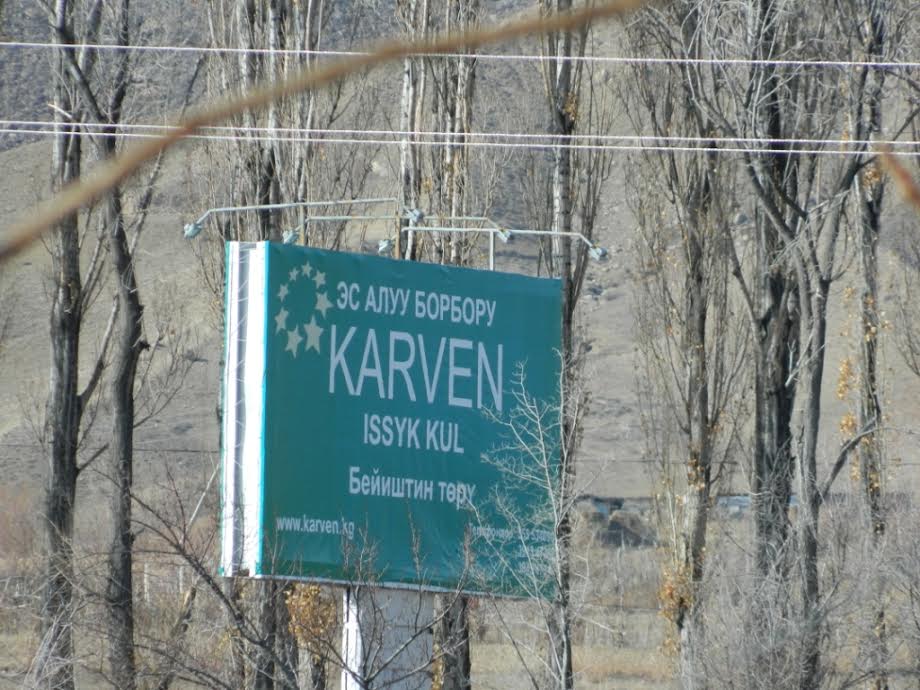 ЭС АЛУУ БОРБОРУ
KARVEN
ISSYK KUL
Бейиштин төрү
www.karven.kg